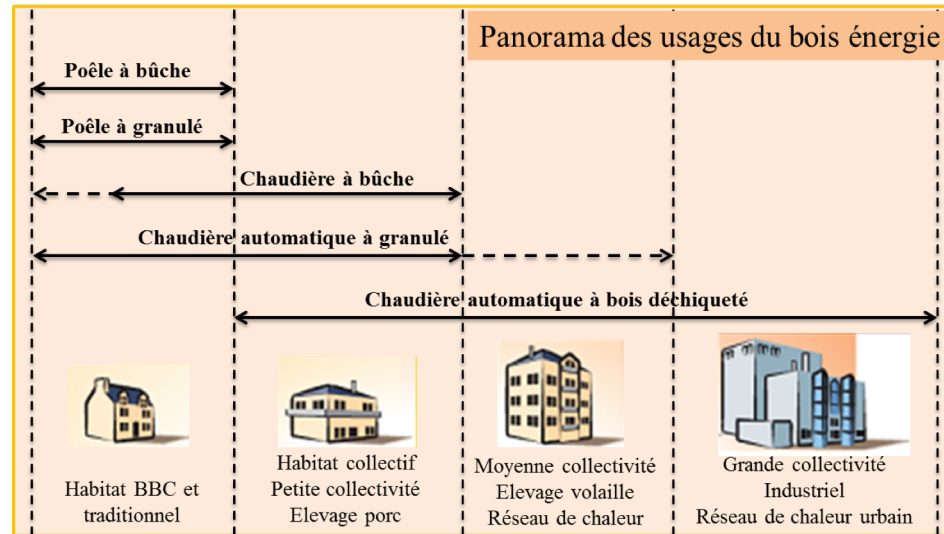 Panorama des usages du bois énergie
Poêle à bûche
Poêle à granulé
Chaudière à bûche
Chaudière automatique à granulé
Chaudière automatique à bois déchiqueté
Habitat BBC et
traditionnel
Habitat collectif
Petite collectivité
Elevage porc
Moyenne collectivité
Elevage volaille
Réseau de chaleur
Grande collectivité
Industriel
Réseau de chaleur urbain